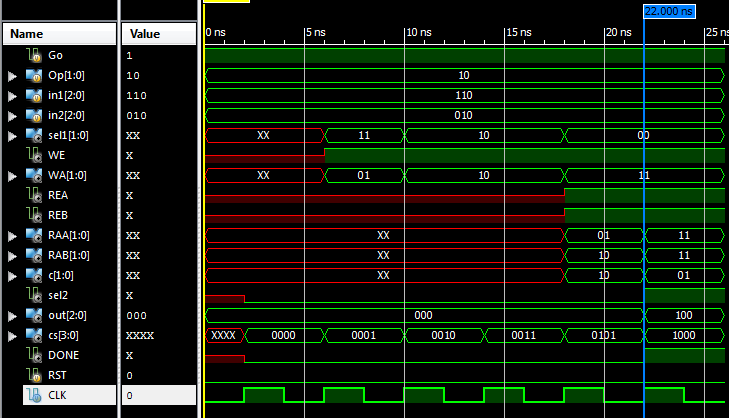 22.000 ns
Name Value 0 ns 5 ns 10 ns 15 ns 20 ns 25 ns
Go 1
Op[1:0] 10 10
in1[2:0] 110 110
in2[2:0] 010 010
sel1[1:0] XX XX 11 10 00
WE X
WA[1:0] XX XX 01 10 11
REA X
REB X
RAA[1:0] XX XX 01 11
RAB[1:0] XX XX 10 11
c[1:0] XX XX 10 01
sel2 X
out[2:0] 000 000 100
cs[3:0] XXXX XXXX 0000 0001 0010 0011 0101 1000
DONE X
RST 0
CLK 0